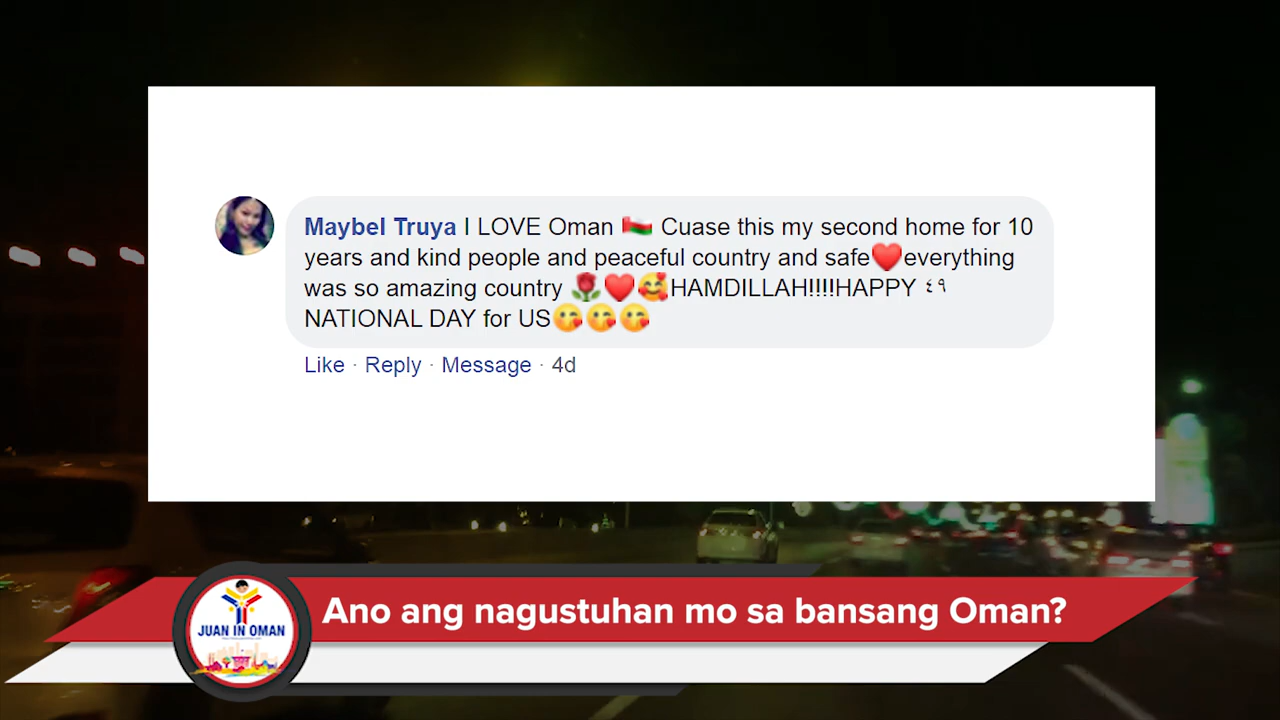 Maybel Truya I LOVE Oman 🇴🇲 Cuase this my second home for 10
years and kind people and peaceful country and safe❤️everything
was so amazing country 🌹❤️🥰HAMDILLAH!!!!HAPPY ٤٩
NATIONAL DAY for US😘😘😘
Like · Reply · Message · 4d
Ano ang nagustuhan mo sa bansang Oman?
JUAN IN OMAN